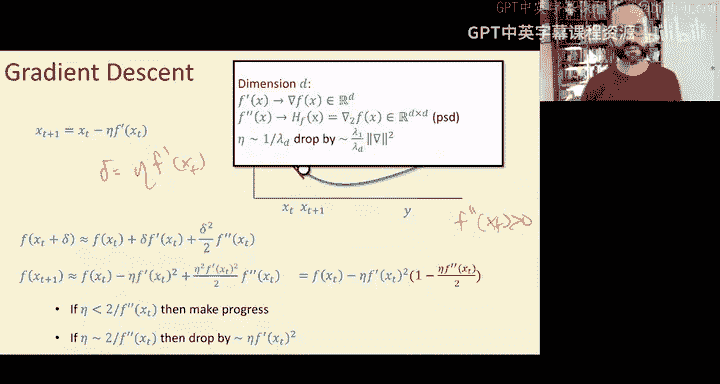 GPT中英字幕课程资源
Gradient Descent
Dimension d:
f′(x) → ∇f(x) ∈ ℝ^d
f″(x) → H_f(x) = ∇_2 f(x) ∈ ℝ^{d×d} (psd)
η ~ 1/λ_d drop by ~ λ_1/λ_d ‖∇‖²
x_{t+1} = x_t − ηf′(x_t)
δ = η f′(x_t)
x_t x_{t+1} y
f″(x_t)>0
f(x_t + δ) ≈ f(x_t) + δf′(x_t) + δ²/2 f″(x_t)
f(x_{t+1}) ≈ f(x_t) − ηf′(x_t)² + η²f′(x_t)²/2 f″(x_t) = f(x_t) − ηf′(x_t)²(1 − ηf″(x_t)/2)
• If η < 2/f″(x_t) then make progress
• If η ~ 2/f″(x_t) then drop by ~ ηf′(x_t)²